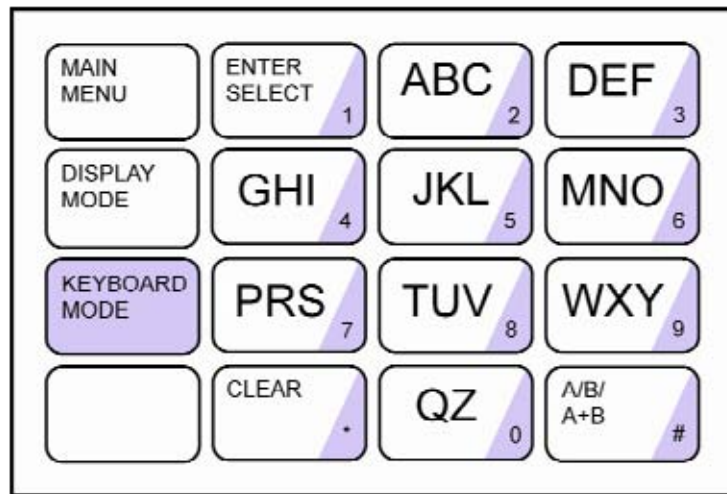 MAIN
MENU
ENTER
SELECT
1
ABC
2
DEF
3
DISPLAY
MODE
GHI
4
JKL
5
MNO
6
KEYBOARD
MODE
PRS
7
TUV
8
WXY
9
CLEAR
*
QZ
0
A/B/
A+B
#